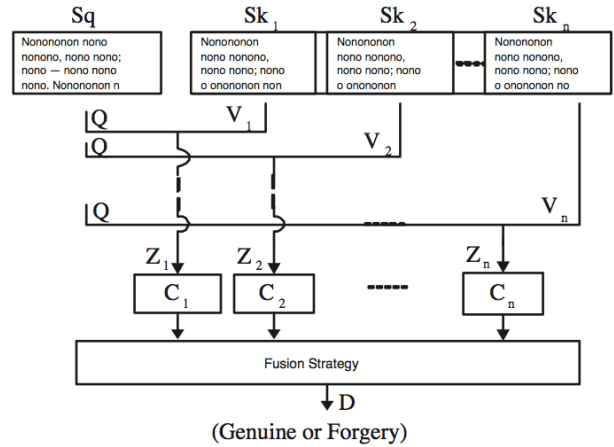 Sq Sk1 Sk2 Skn
Nonononon nono
nonono, nono nono;
nono — nono nono
nono. Nonononon n
Nonononon
nono nonono,
nono nono; nono
o onononon non
Nonononon
nono nonono,
nono nono; nono
o onononon
Nonononon
nono nonono,
nono nono; nono
o onononon no
Q V1
Q V2
Q Vn
Z1 Z2 Zn
C1 C2 Cn
Fusion Strategy
D
(Genuine or Forgery)